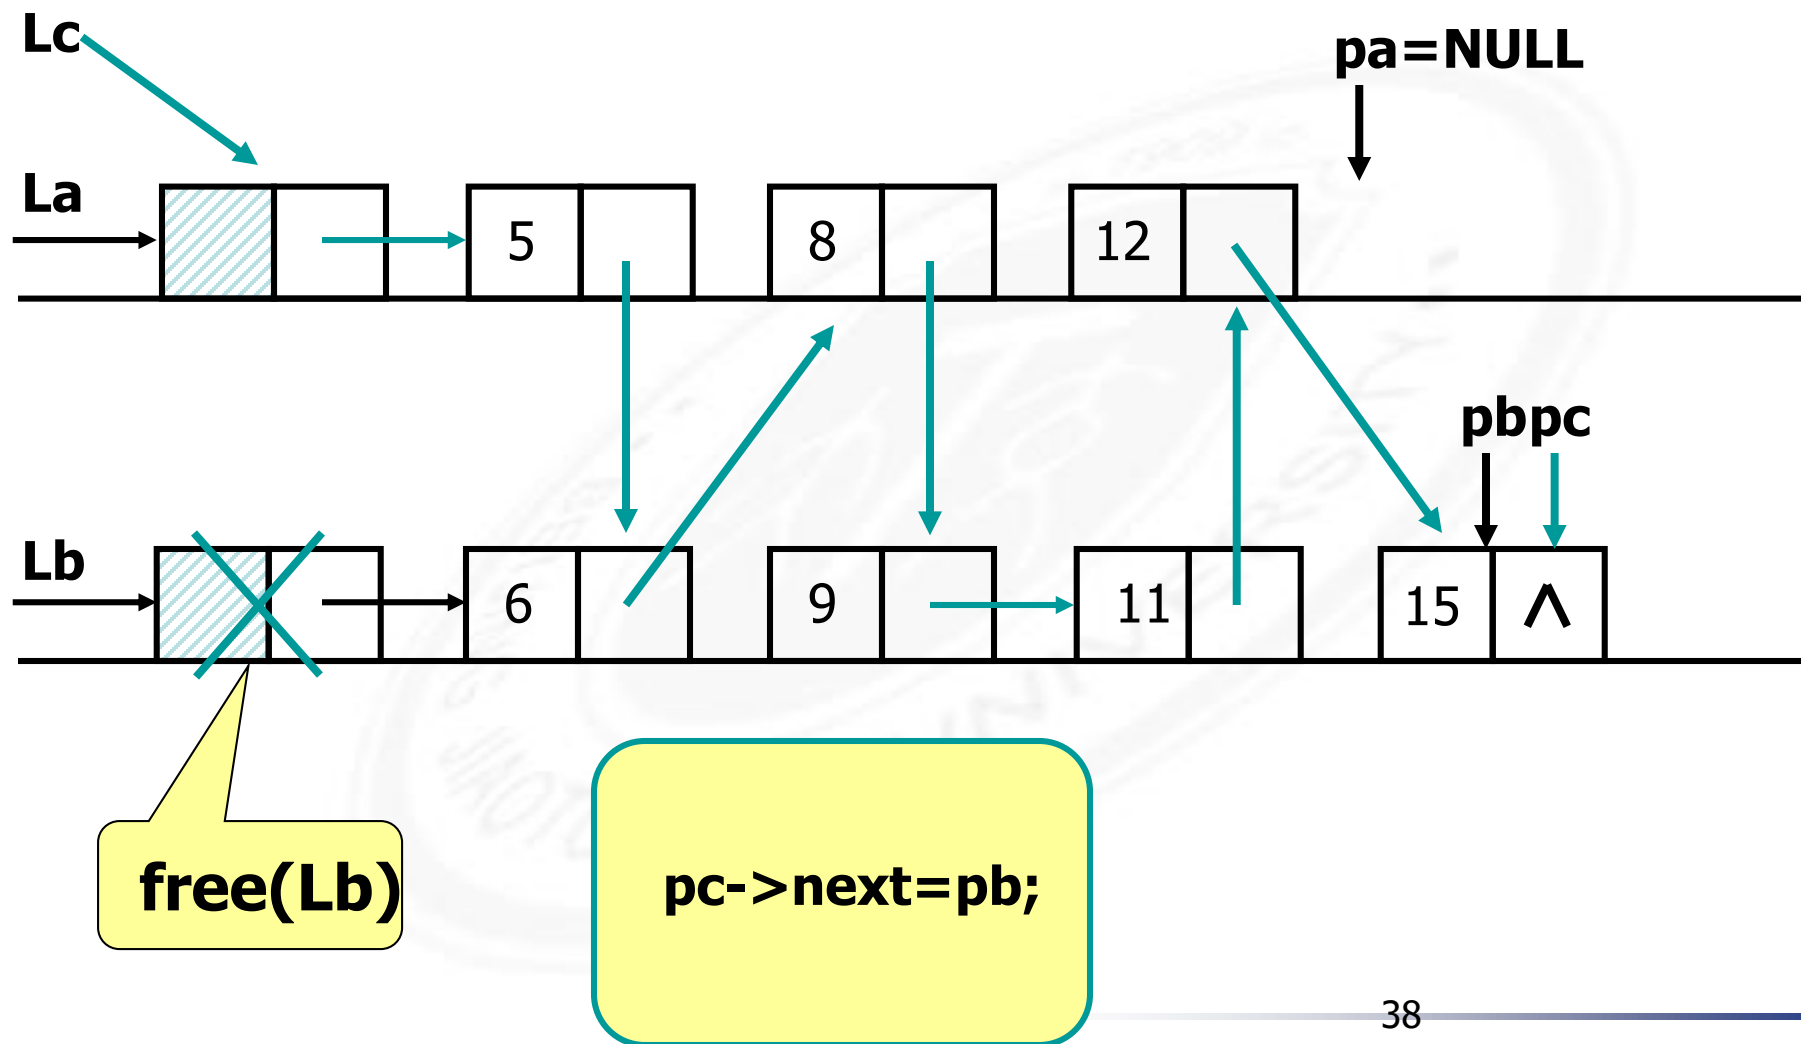 Lc
pa=NULL
La
5 8 12
pbpc
Lb
6 9 11 15 ∧
free(Lb)
pc->next=pb;
38